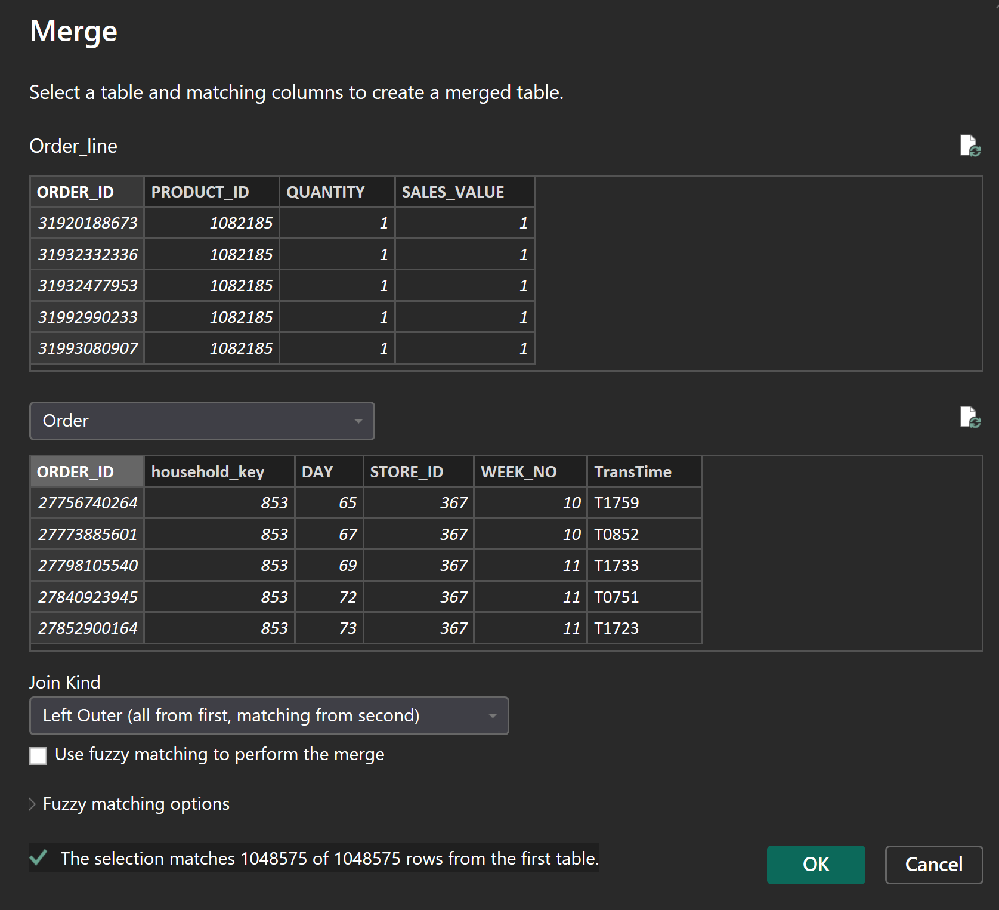 Merge
Select a table and matching columns to create a merged table.
Order_line
ORDER_ID PRODUCT_ID QUANTITY SALES_VALUE
31920188673 1082185 1 1
31932332336 1082185 1 1
31932477953 1082185 1 1
31992990233 1082185 1 1
31993080907 1082185 1 1
Order
ORDER_ID household_key DAY STORE_ID WEEK_NO TransTime
27756740264 853 65 367 10 T1759
27773885601 853 67 367 10 T0852
27798105540 853 69 367 11 T1733
27840923945 853 72 367 11 T0751
27852900164 853 73 367 11 T1723
Join Kind
Left Outer (all from first, matching from second)
Use fuzzy matching to perform the merge
Fuzzy matching options
The selection matches 1048575 of 1048575 rows from the first table.
OK Cancel